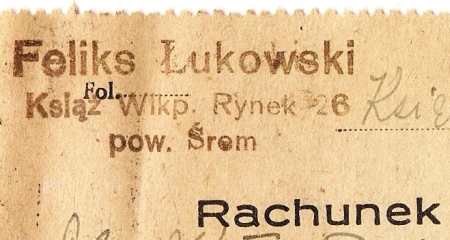 Feliks Łukowski
Fol.
Książ Wlkp. Rynek 26
pow. Śrem
Rachunek